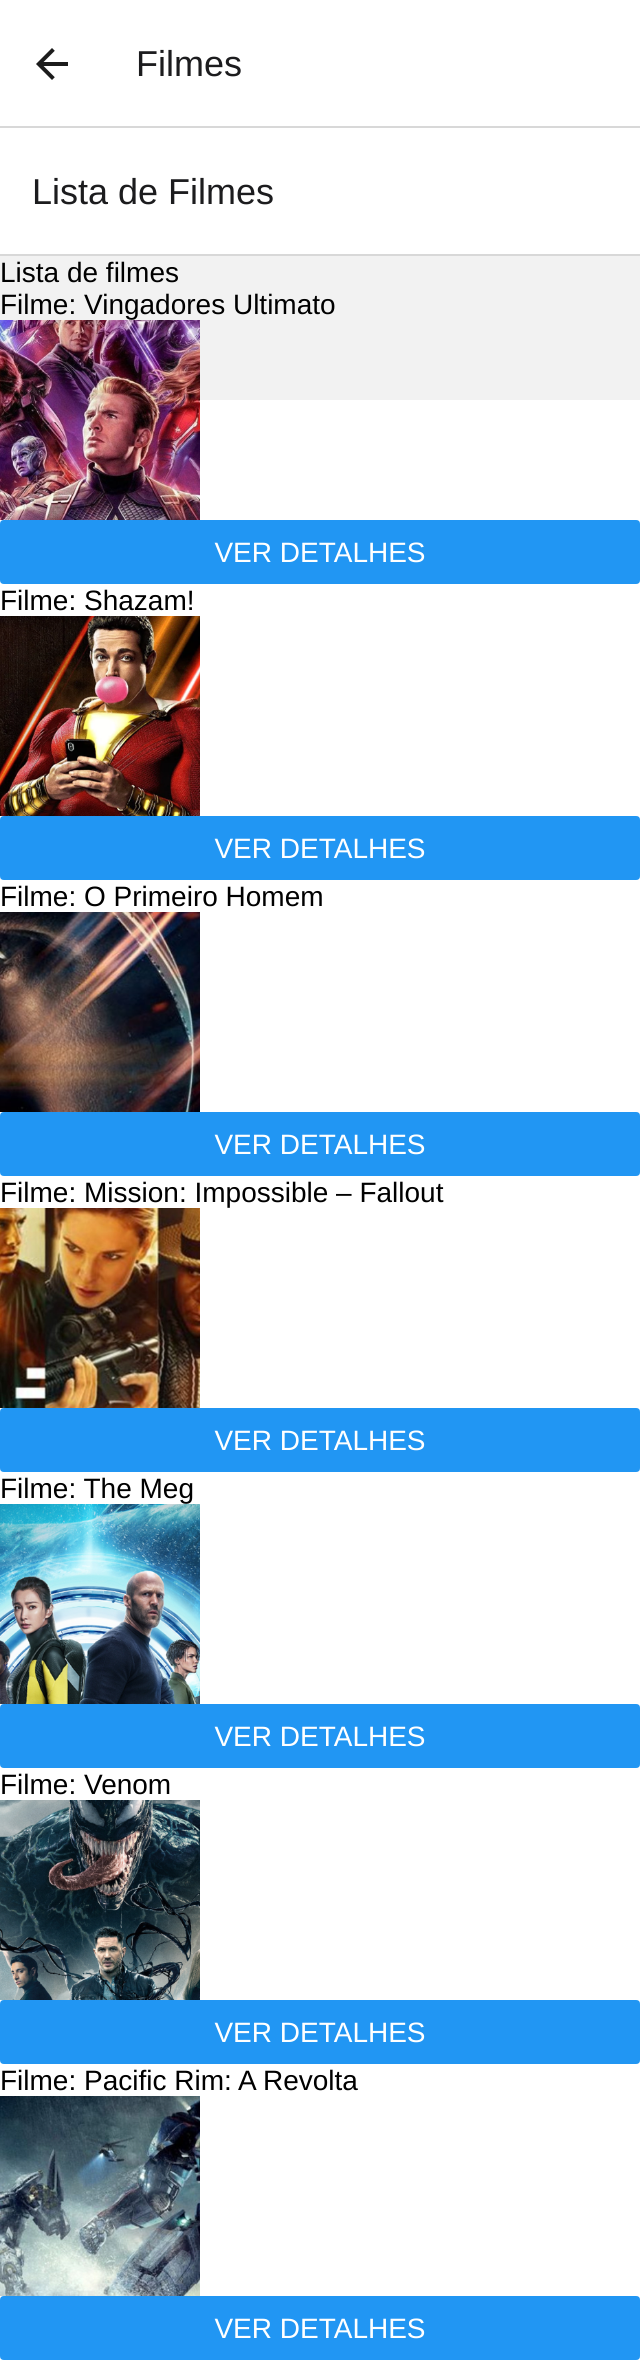 Filmes
Lista de Filmes
Lista de filmes
Filme: Vingadores Ultimato
VER DETALHES
Filme: Shazam!
VER DETALHES
Filme: O Primeiro Homem
VER DETALHES
Filme: Mission: Impossible – Fallout
VER DETALHES
Filme: The Meg
VER DETALHES
Filme: Venom
VER DETALHES
Filme: Pacific Rim: A Revolta
VER DETALHES